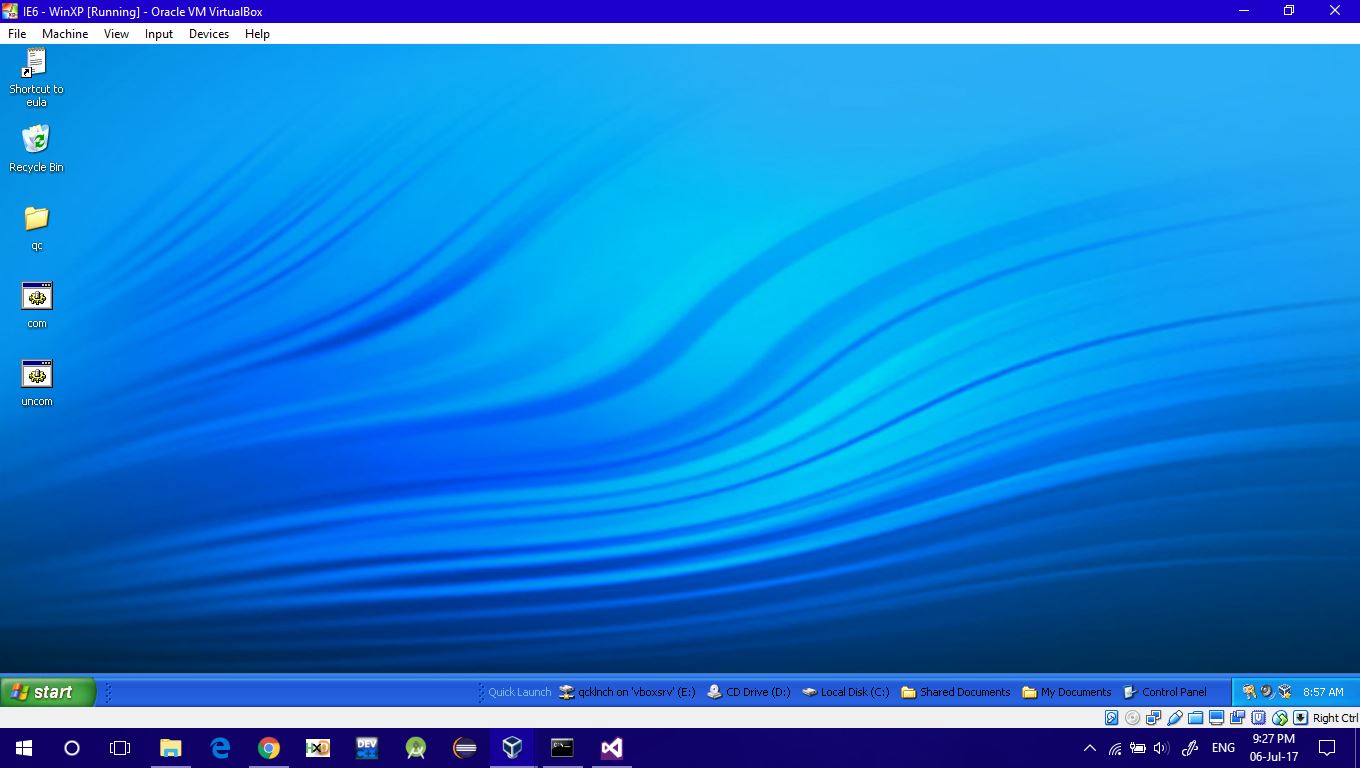 IE6 - WinXP [Running] - Oracle VM VirtualBox
File Machine View Input Devices Help
Shortcut to
eula
Recycle Bin
qc
com
uncom
start
Quick Launch qcklnch on 'vboxsrv' (E:) CD Drive (D:) Local Disk (C:) Shared Documents My Documents Control Panel 8:57 AM
Right Ctrl
DEV
ENG
9:27 PM
06-Jul-17